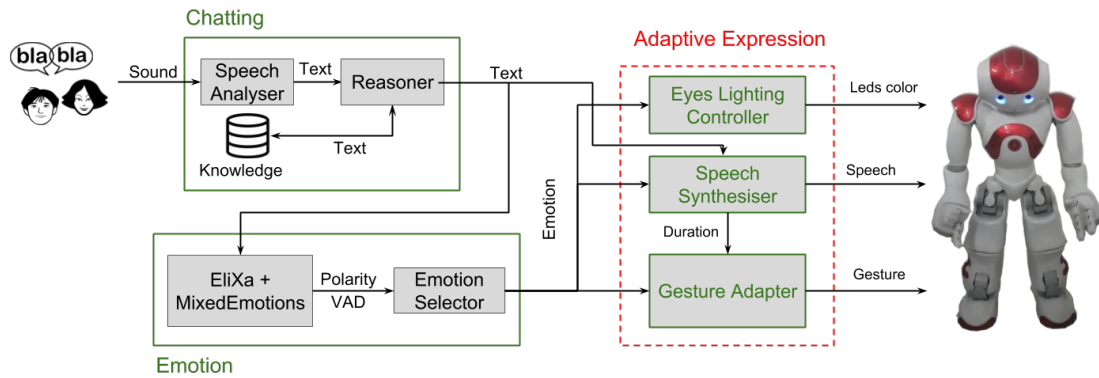 Chatting
bla bla
Sound
Speech
Analyser
Text
Reasoner
Text
Knowledge
Text
Adaptive Expression
Eyes Lighting
Controller
Leds color
Speech
Synthesiser
Speech
Duration
Emotion
Gesture Adapter
Gesture
EliXa +
MixedEmotions
Polarity
VAD
Emotion
Selector
Emotion